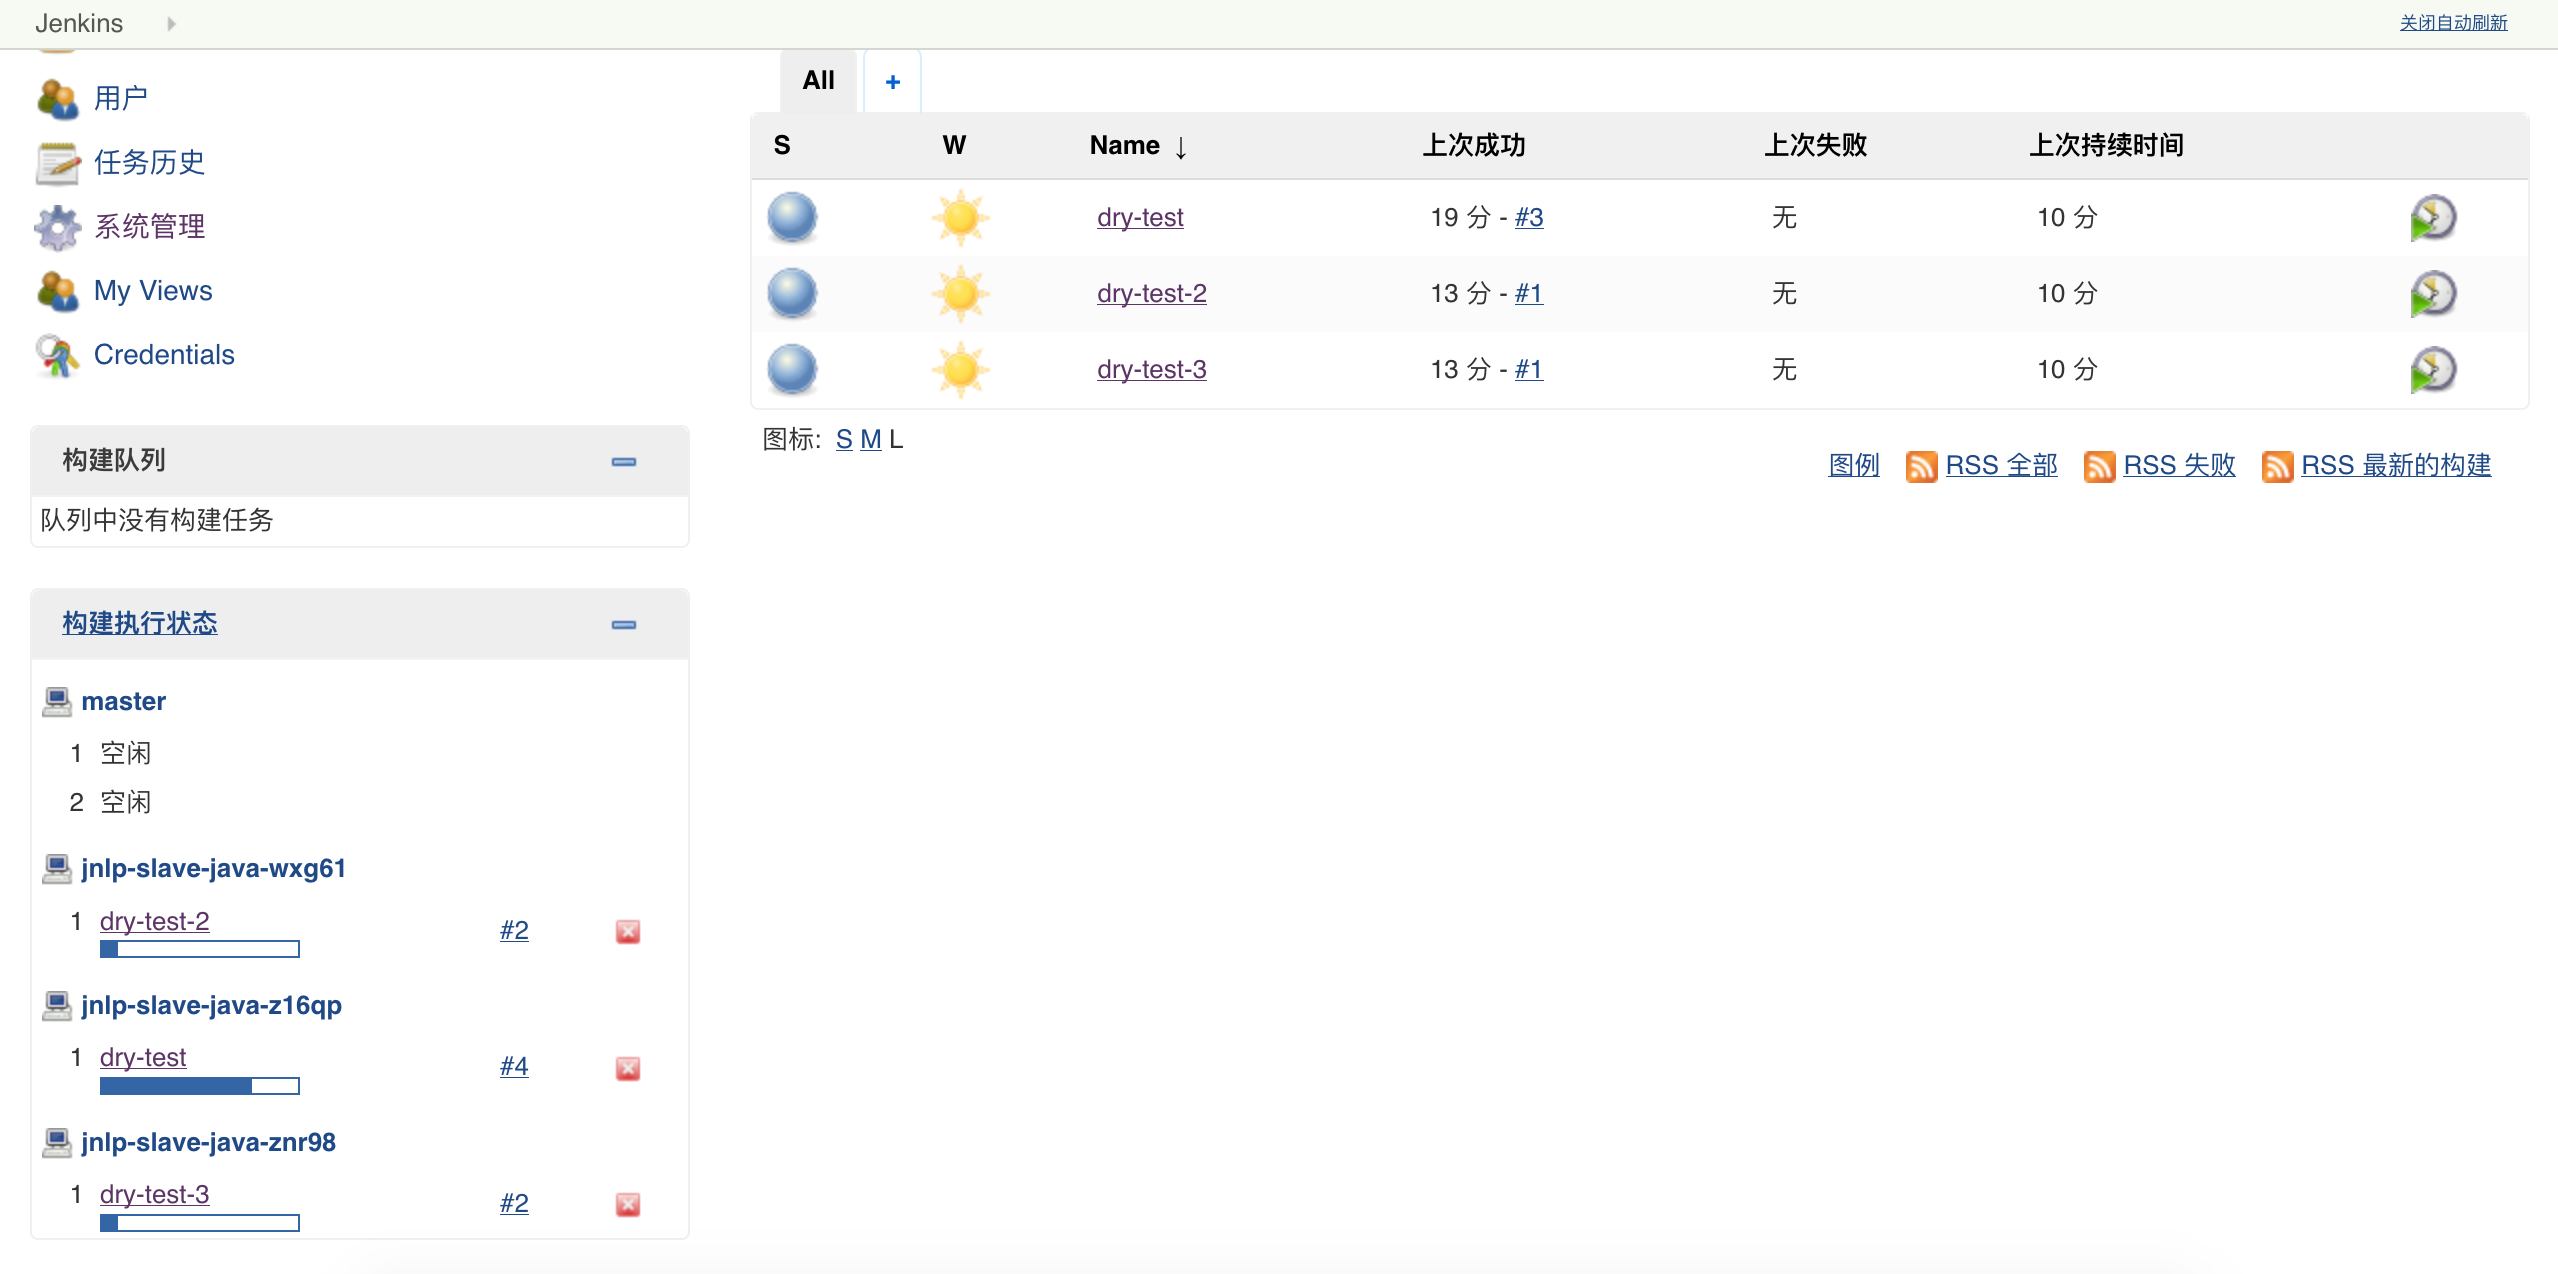 Jenkins
关闭自动刷新
用户
任务历史
系统管理
My Views
Credentials
构建队列
队列中没有构建任务
构建执行状态
master
1 空闲
2 空闲
jnlp-slave-java-wxg61
1 dry-test-2 #2
jnlp-slave-java-z16qp
1 dry-test #4
jnlp-slave-java-znr98
1 dry-test-3 #2
All +
S W Name ↓ 上次成功 上次失败 上次持续时间
dry-test 19 分 - #3 无 10 分
dry-test-2 13 分 - #1 无 10 分
dry-test-3 13 分 - #1 无 10 分
图标: S M L
图例 RSS 全部 RSS 失败 RSS 最新的构建